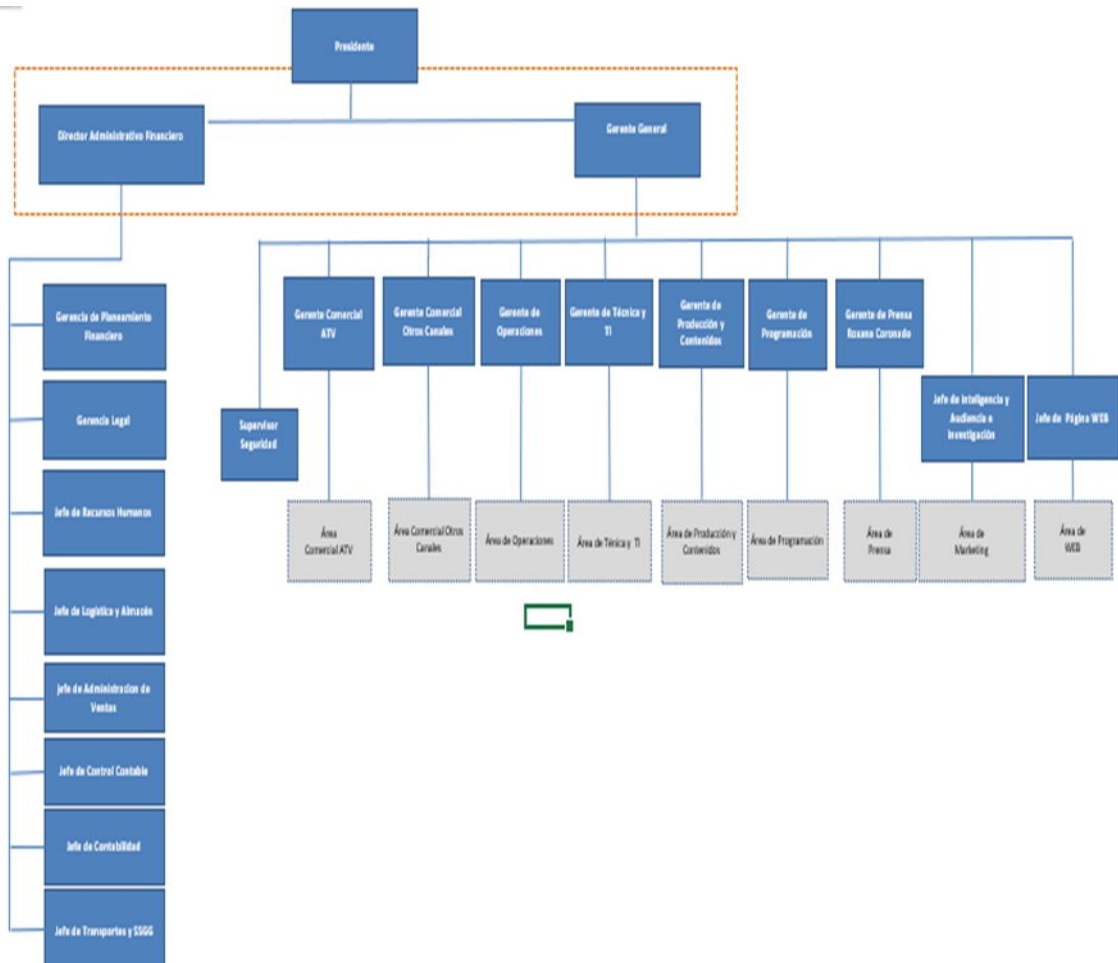 Presidente
Director Administrativo Financiero
Gerente General
Gerencia de Planeamiento
Financiero
Gerencia Legal
Jefe de Recursos Humanos
Jefe de Logística y Almacén
jefe de Administracion de
Ventas
Jefe de Control Contable
Jefe de Contabilidad
Jefe de Transportes y SSGG
Supervisor
Seguridad
Gerente Comercial
ATV
Gerente Comercial
Otros Canales
Gerente de
Operaciones
Gerente de Técnica y
TI
Gerente de
Producción y
Contenidos
Gerente de
Programación
Gerente de Prensa
Roxana Coronado
Jefe de Inteligencia y
Audiencia e
Investigación
Jefe de Página WEB
Área
Comercial ATV
Área Comercial Otros
Canales
Área de Operaciones
Área de Ténica y TI
Área de Producción y
Contenidos
Área de Programación
Área de
Prensa
Área de
Marketing
Área de
WEB